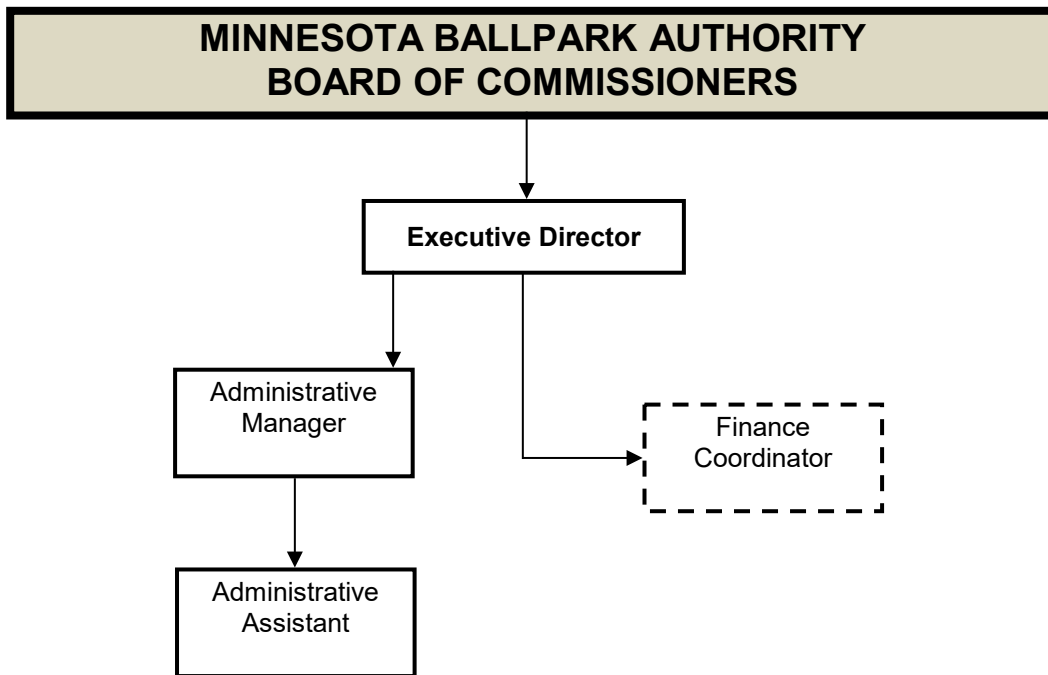 MINNESOTA BALLPARK AUTHORITY
BOARD OF COMMISSIONERS
Executive Director
Administrative
Manager
Finance
Coordinator
Administrative
Assistant